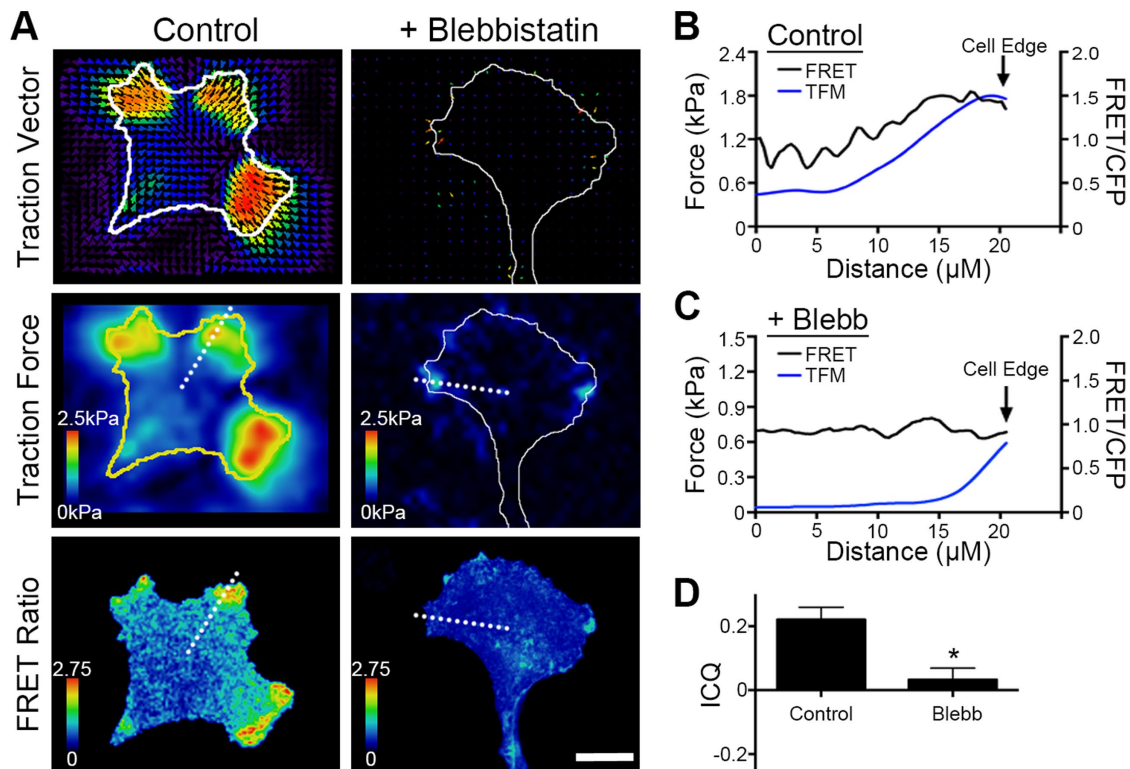 A
Control
+ Blebbistatin
Traction Vector
Traction Force
2.5kPa
0kPa
2.5kPa
0kPa
FRET Ratio
2.75
0
2.75
0
B
Control
FRET
TFM
Cell Edge
Force (kPa)
2.4
1.8
1.2
0.6
0
2.0
1.5
1.0
0.5
0
FRET/CFP
0 5 10 15 20
Distance (μM)
C
+ Blebb
FRET
TFM
Cell Edge
Force (kPa)
1.5
1.2
0.9
0.6
0.3
0
2.0
1.5
1.0
0.5
0
FRET/CFP
0 5 10 15 20
Distance (μM)
D
ICQ
0.2
0
-0.2
*
Control
Blebb